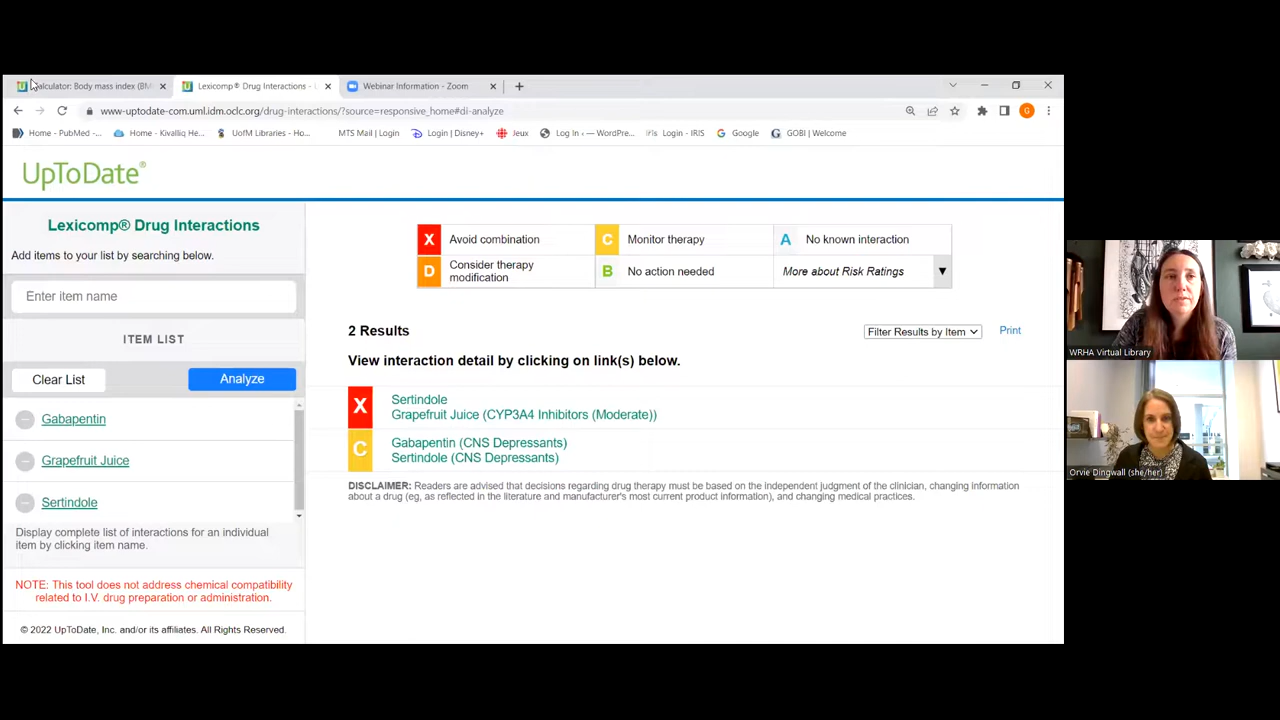 Calculator: Body mass index (BM
Lexicomp® Drug Interactions - L
Webinar Information - Zoom
www-uptodate-com.uml.idm.oclc.org/drug-interactions/?source=responsive_home#di-analyze
G
Home - PubMed -...
Home - Kivalliq He...
UofM Libraries - Ho...
MTS Mail | Login
Login | Disney+
Jeux
Log In ‹ — WordPre...
Login - IRIS
Google
GOBI | Welcome
UpToDate®
Lexicomp® Drug Interactions
Add items to your list by searching below.
Enter item name
ITEM LIST
Clear List
Analyze
Gabapentin
Grapefruit Juice
Sertindole
Display complete list of interactions for an individual
item by clicking item name.
NOTE: This tool does not address chemical compatibility
related to I.V. drug preparation or administration.
© 2022 UpToDate, Inc. and/or its affiliates. All Rights Reserved.
X Avoid combination
C Monitor therapy
A No known interaction
D Consider therapy
modification
B No action needed
More about Risk Ratings
2 Results
Filter Results by Item
Print
View interaction detail by clicking on link(s) below.
X Sertindole
Grapefruit Juice (CYP3A4 Inhibitors (Moderate))
C Gabapentin (CNS Depressants)
Sertindole (CNS Depressants)
DISCLAIMER: Readers are advised that decisions regarding drug therapy must be based on the independent judgment of the clinician, changing information
about a drug (eg, as reflected in the literature and manufacturer's most current product information), and changing medical practices.
WRHA Virtual Library
Orvie Dingwall (she/her)